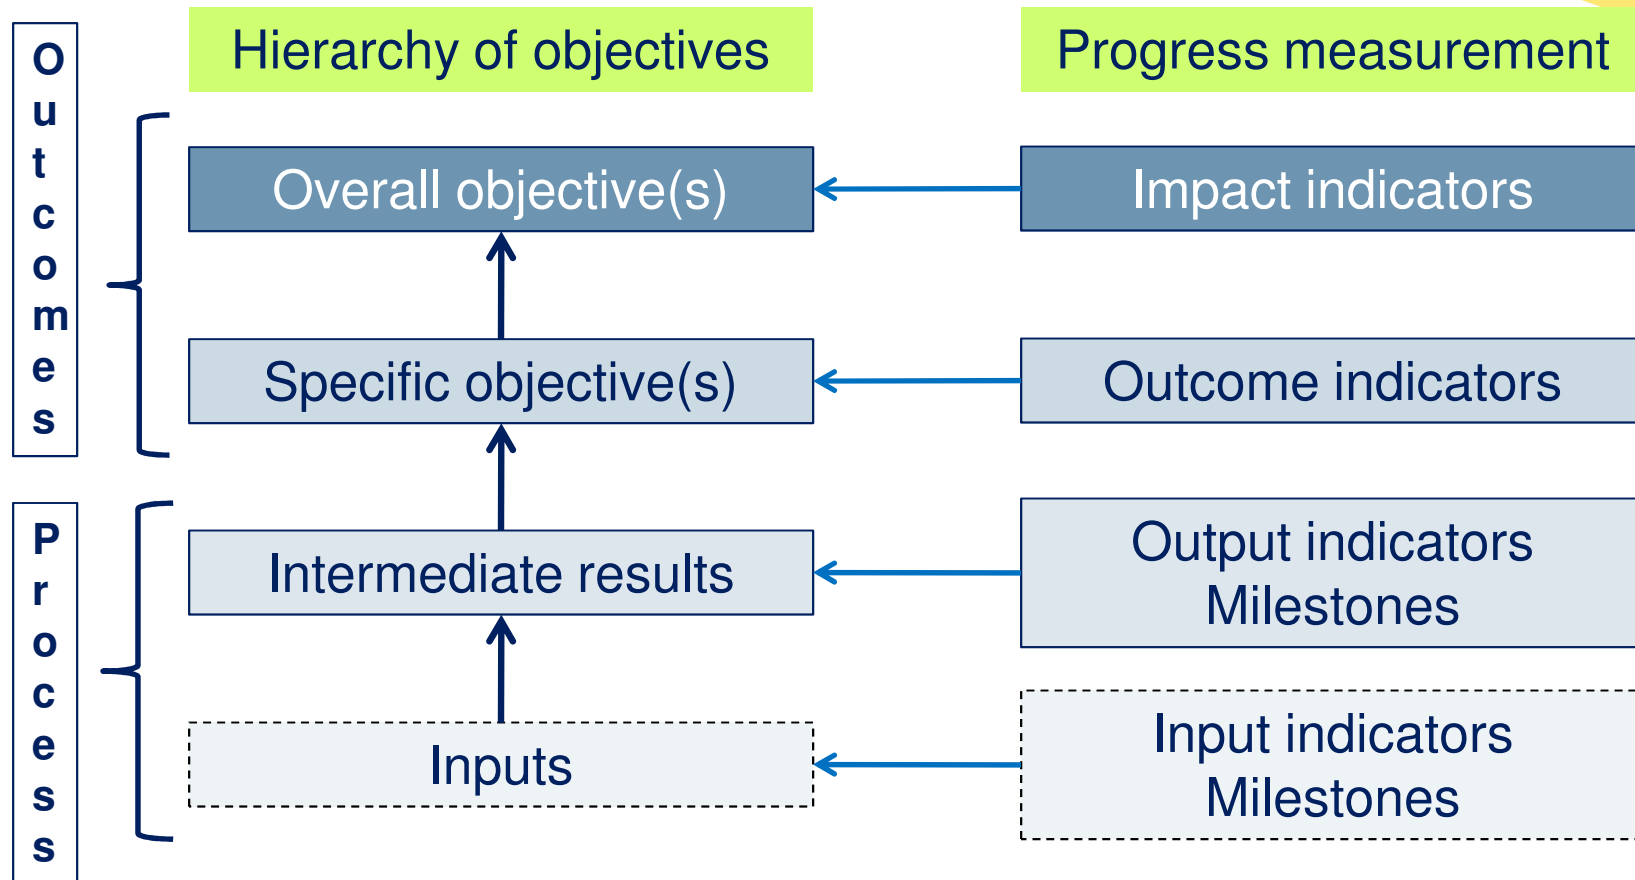 Outcomes
Hierarchy of objectives
Progress measurement
Overall objective(s)
Impact indicators
Specific objective(s)
Outcome indicators
Process
Intermediate results
Output indicators
Milestones
Inputs
Input indicators
Milestones